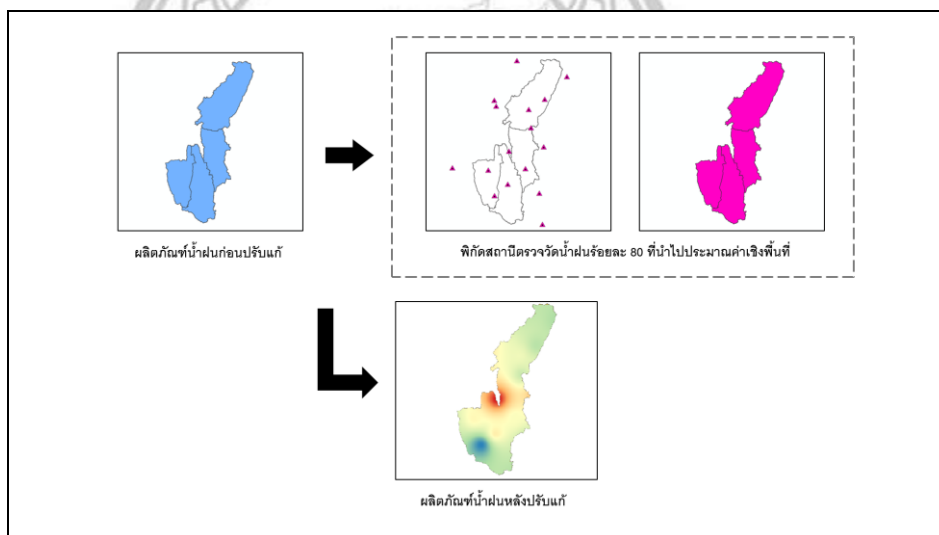 ผลิตภัณฑ์น้ำฝนก่อนปรับแก้
พิกัดสถานีตรวจวัดน้ำฝนร้อยละ 80 ที่นำไปประมาณค่าเชิงพื้นที่
ผลิตภัณฑ์น้ำฝนหลังปรับแก้